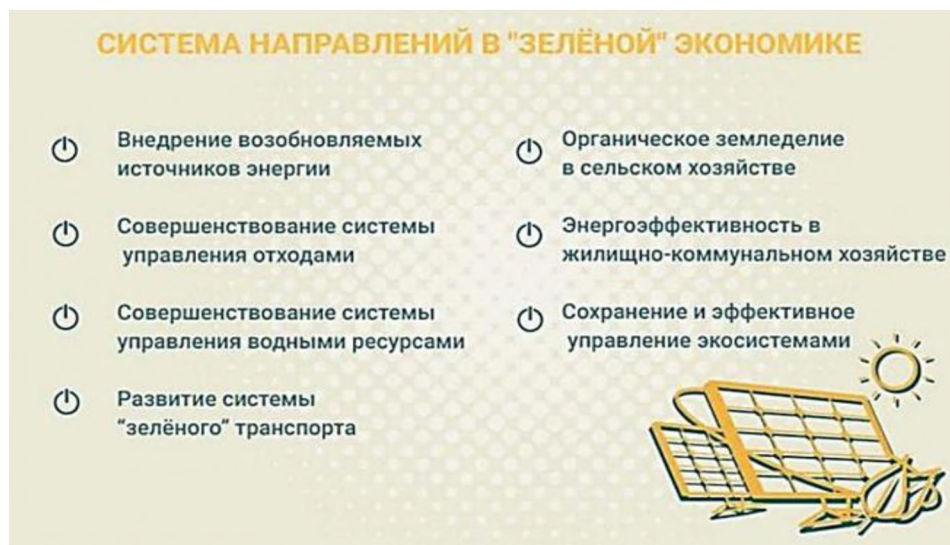 СИСТЕМА НАПРАВЛЕНИЙ В "ЗЕЛЁНОЙ" ЭКОНОМИКЕ
Внедрение возобновляемых
источников энергии
Совершенствование системы
управления отходами
Совершенствование системы
управления водными ресурсами
Развитие системы
“зелёного” транспорта
Органическое земледелие
в сельском хозяйстве
Энергоэффективность в
жилищно-коммунальном хозяйстве
Сохранение и эффективное
управление экосистемами